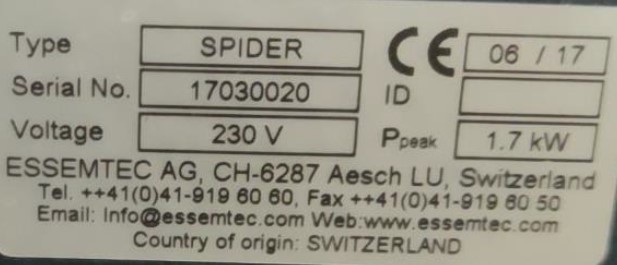 Type SPIDER CE 06 / 17
Serial No. 17030020 ID
Voltage 230 V Ppeak 1.7 kW
ESSEMTEC AG, CH-6287 Aesch LU, Switzerland
Tel. ++41(0)41-919 60 60, Fax ++41(0)41-919 60 50
Email: Info@essemtec.com Web:www.essemtec.com
Country of origin: SWITZERLAND